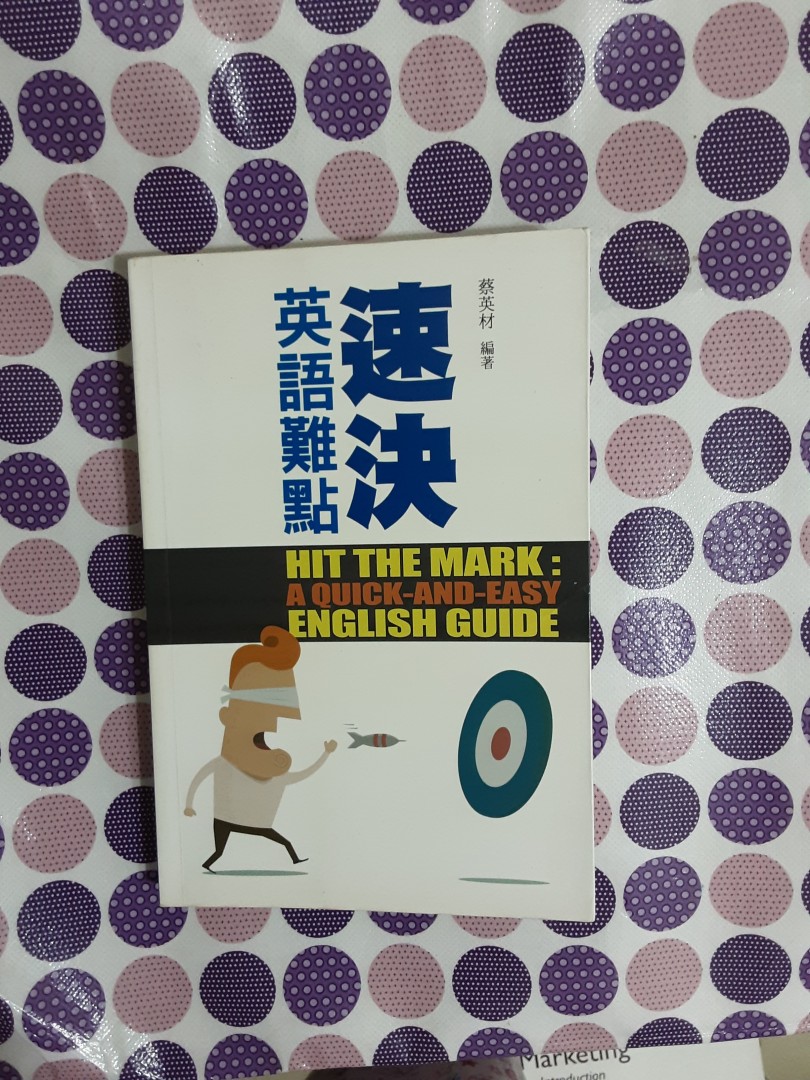 蔡英材 編著
速決
英語難點
HIT THE MARK :
A QUICK-AND-EASY
ENGLISH GUIDE
Marketing
Introduction